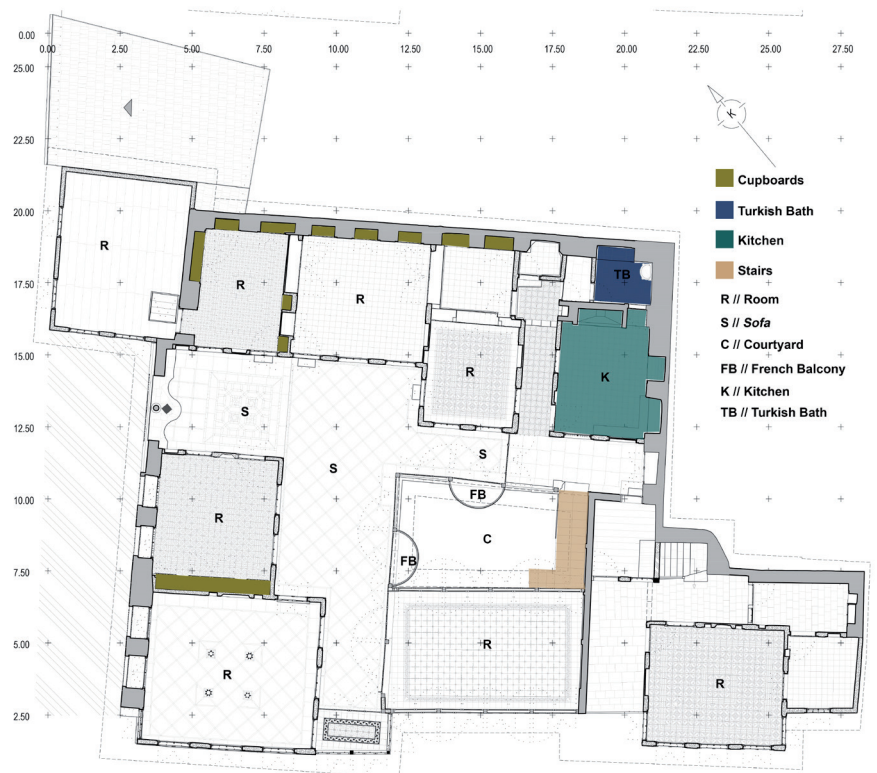 0.00
0.00 2.50 5.00 7.50 10.00 12.50 15.00 17.50 20.00 22.50 25.00 27.50
25.00
22.50
20.00
17.50
15.00
12.50
10.00
7.50
5.00
2.50
K
Cupboards
Turkish Bath
Kitchen
Stairs
R // Room
S // Sofa
C // Courtyard
FB // French Balcony
K // Kitchen
TB // Turkish Bath
R
R
R
TB
R
K
S
S
S
FB
R
C
FB
R
R
R